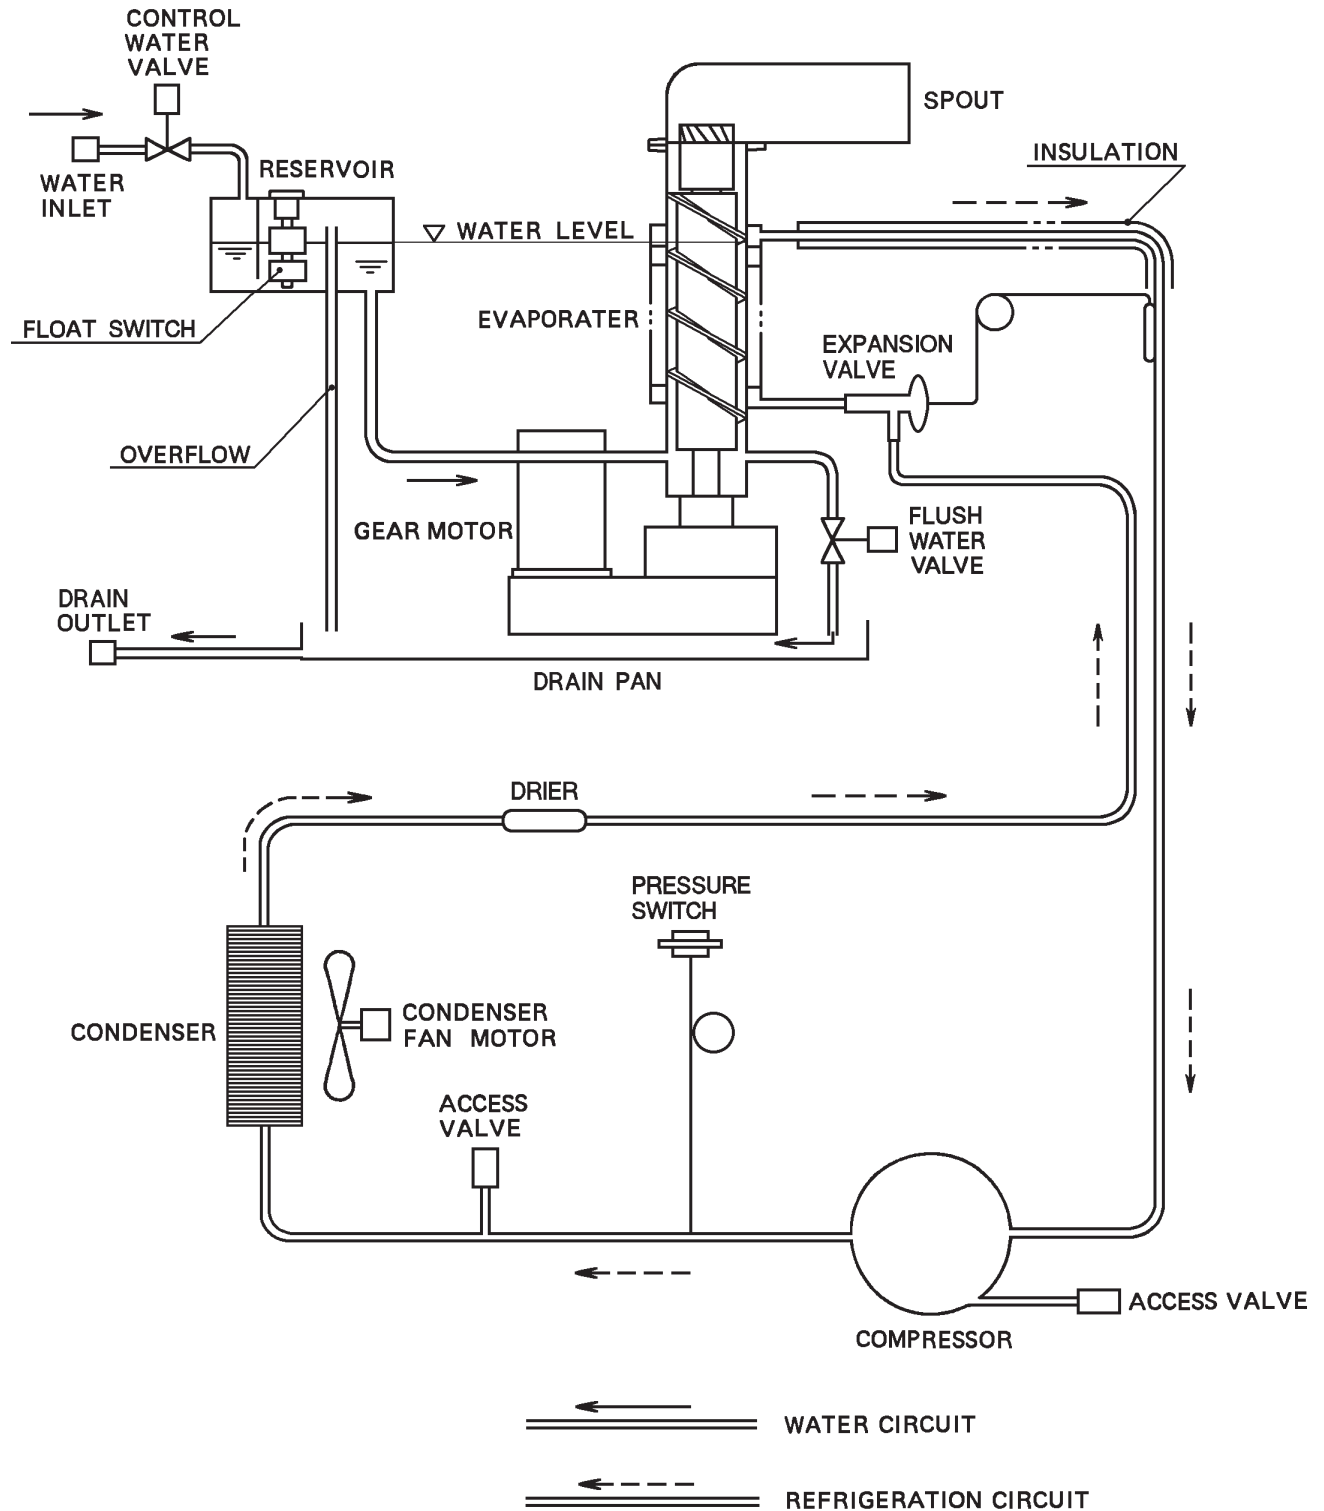 CONTROL
WATER
VALVE
SPOUT
INSULATION
RESERVOIR
WATER
INLET
WATER LEVEL
EVAPORATER
FLOAT SWITCH
EXPANSION
VALVE
OVERFLOW
GEAR MOTOR
FLUSH
WATER
VALVE
DRAIN
OUTLET
DRAIN PAN
DRIER
PRESSURE
SWITCH
CONDENSER
CONDENSER
FAN MOTOR
ACCESS
VALVE
ACCESS VALVE
COMPRESSOR
WATER CIRCUIT
REFRIGERATION CIRCUIT